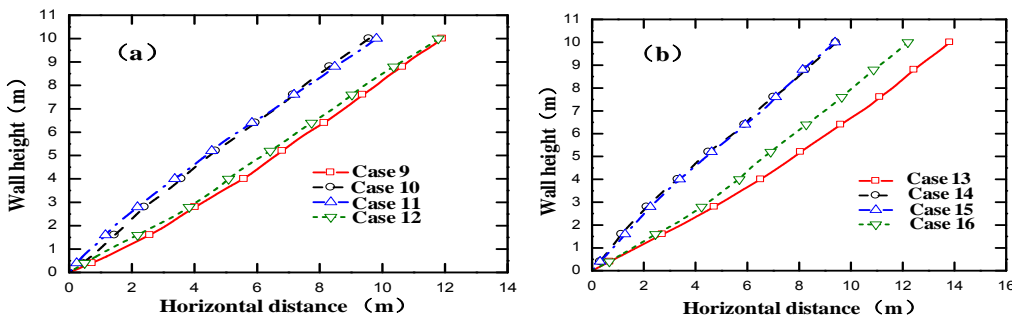 (a)
Wall height（m）
10
9
8
7
6
5
4
3
2
1
0
Case 9
Case 10
Case 11
Case 12
0 2 4 6 8 10 12 14
Horizontal distance （m）
(b)
Wall height（m）
10
9
8
7
6
5
4
3
2
1
0
Case 13
Case 14
Case 15
Case 16
0 2 4 6 8 10 12 14 16
Horizontal distance （m）